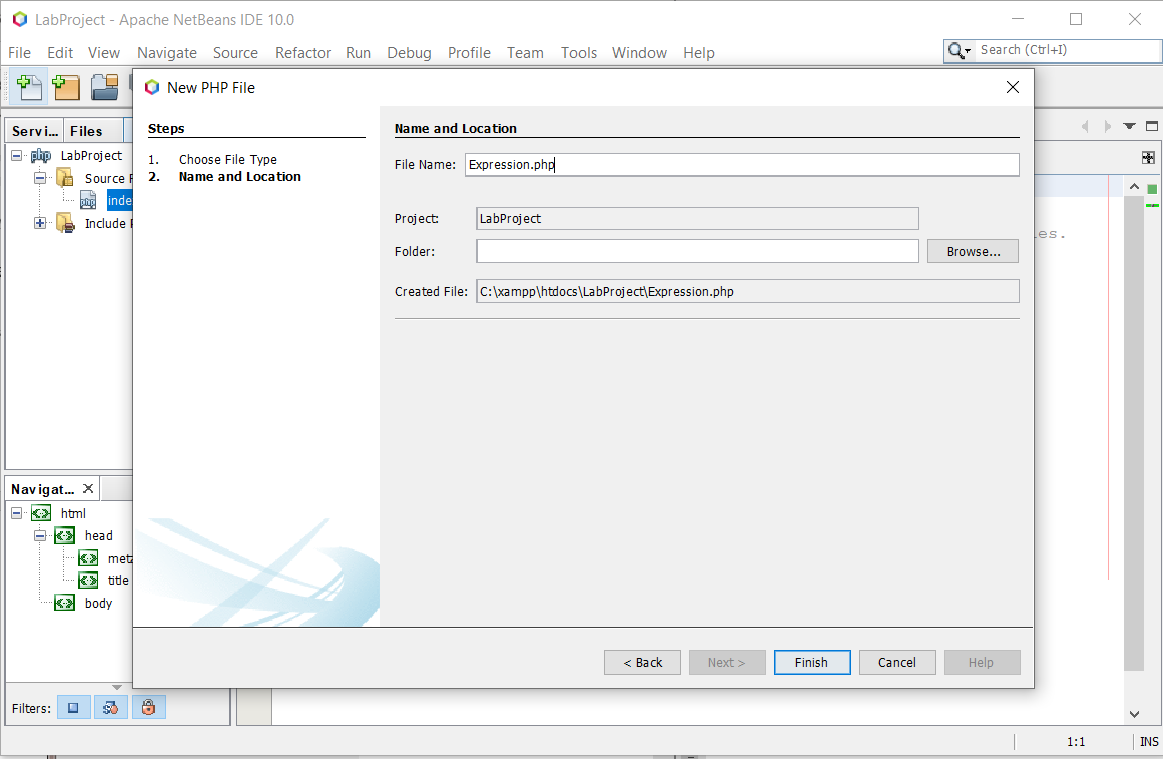 LabProject - Apache NetBeans IDE 10.0
File Edit View Navigate Source Refactor Run Debug Profile Team Tools Window Help
Search (Ctrl+I)
New PHP File
Servi... Files
php LabProject
Source
php
Include
Steps
1. Choose File Type
2. Name and Location
Name and Location
File Name: Expression.php
Project: LabProject
Folder: Browse...
Created File: C:\xampp\htdocs\LabProject\Expression.php
Navigat...
html
head
title
body
< Back Next > Finish Cancel Help
Filters:
1:1 INS